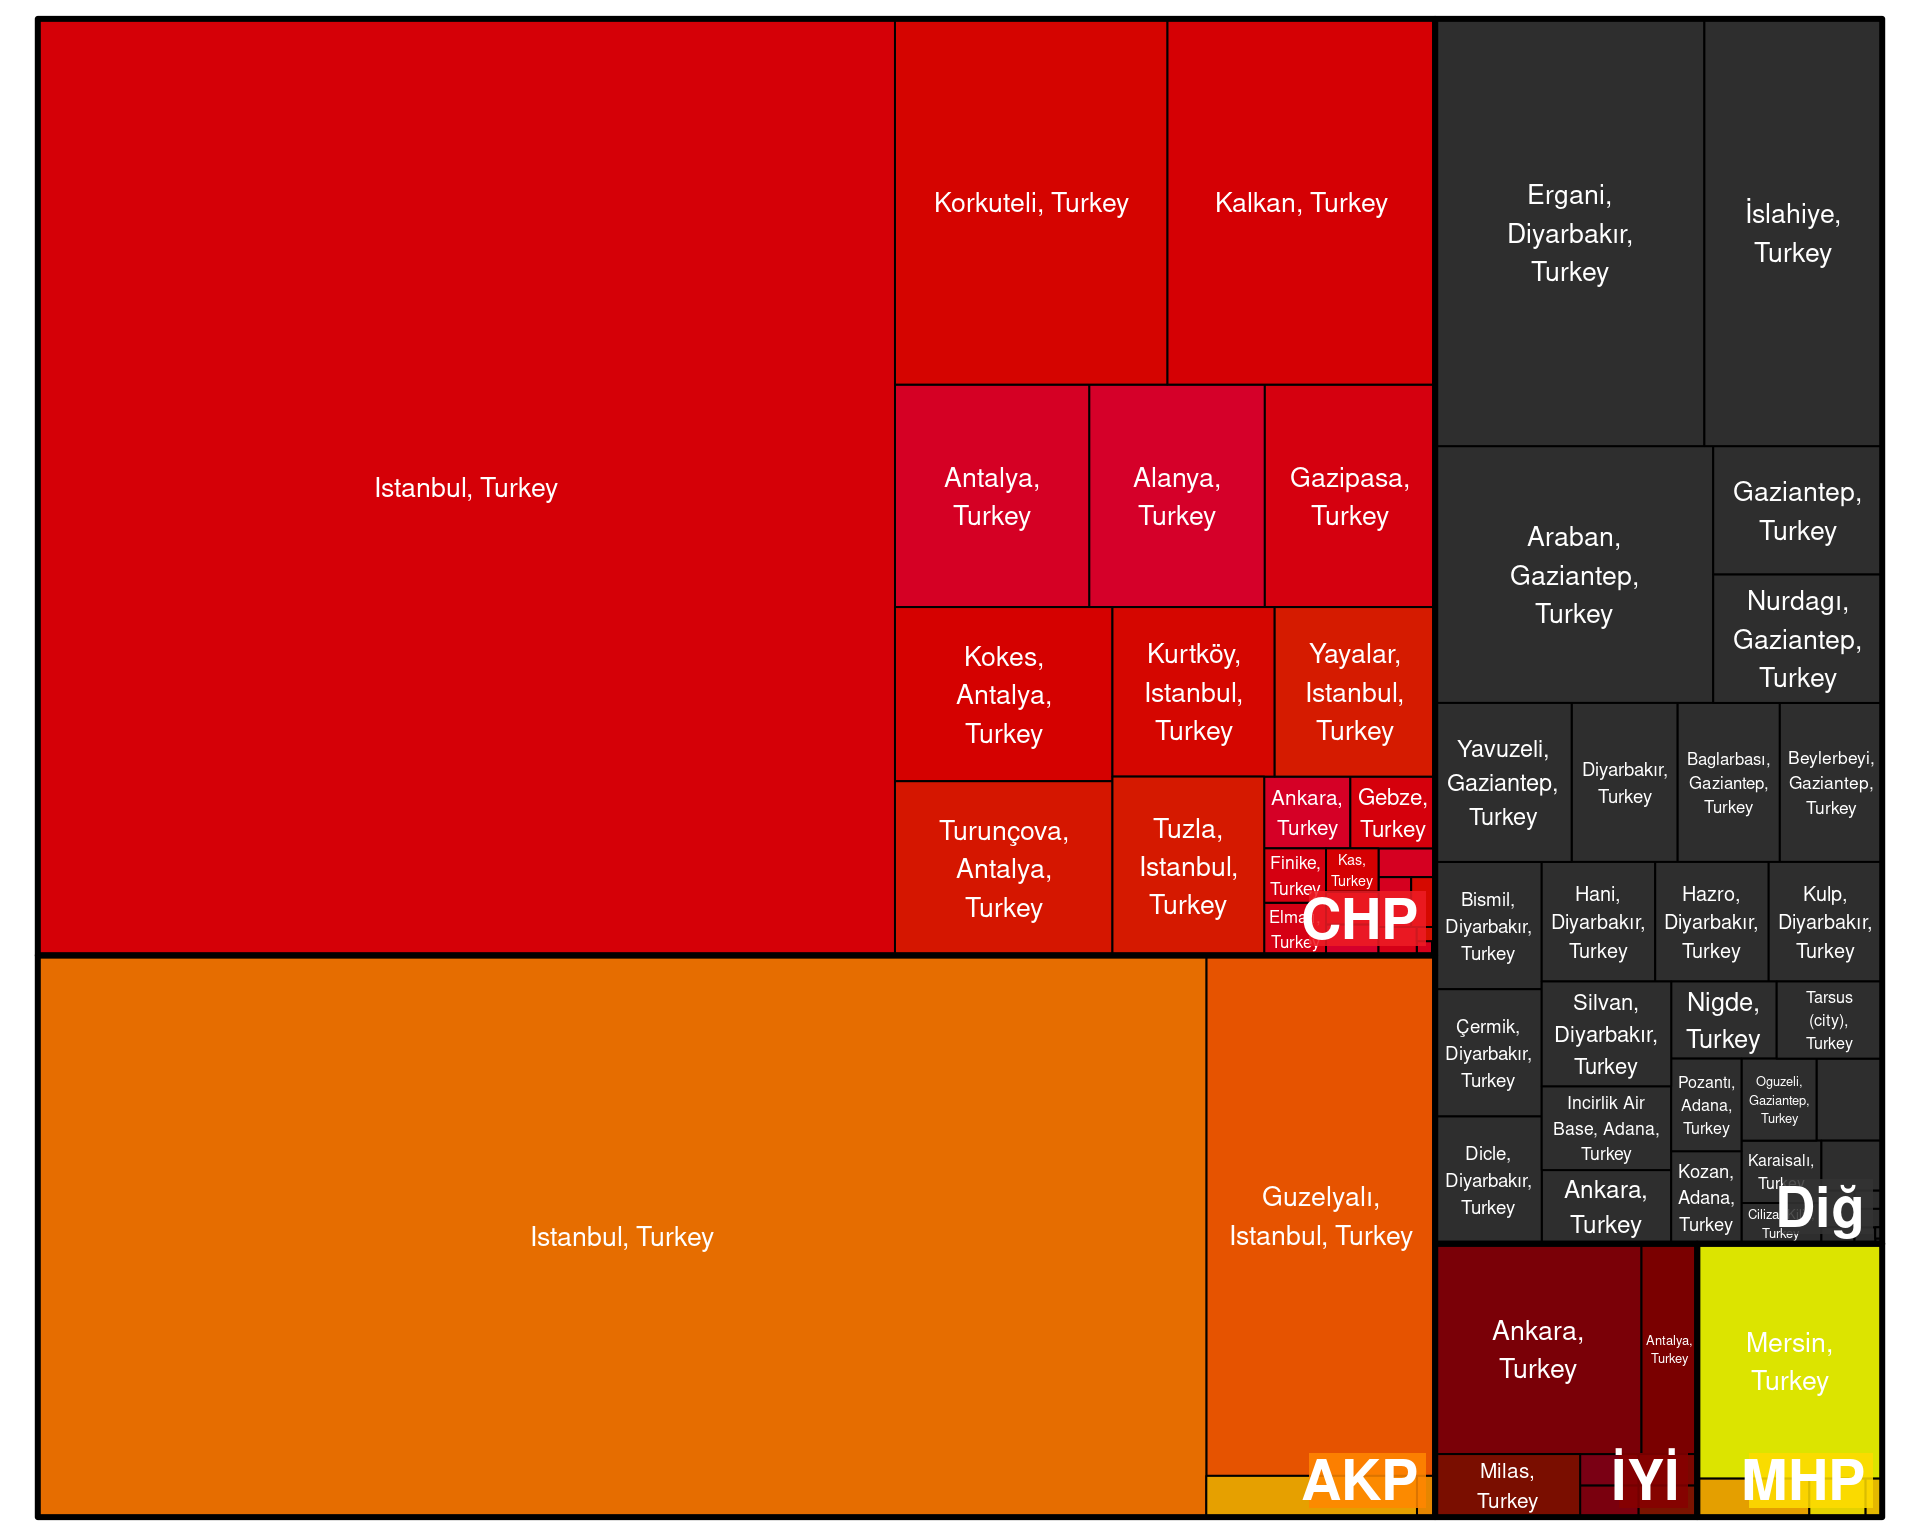 Istanbul, Turkey
Korkuteli, Turkey
Kalkan, Turkey
Antalya,
Turkey
Alanya,
Turkey
Gazipasa,
Turkey
Kokes,
Antalya,
Turkey
Kurtköy,
Istanbul,
Turkey
Yayalar,
Istanbul,
Turkey
Turunçova,
Antalya,
Turkey
Tuzla,
Istanbul,
Turkey
Ankara,
Turkey
Gebze,
Turkey
Finike,
Turkey
Kas,
Turkey
Turkey
CHP
Istanbul, Turkey
Guzelyalı,
Istanbul, Turkey
AKP
Ergani,
Diyarbakır,
Turkey
İslahiye,
Turkey
Araban,
Gaziantep,
Turkey
Gaziantep,
Turkey
Nurdagı,
Gaziantep,
Turkey
Yavuzeli,
Gaziantep,
Turkey
Diyarbakır,
Turkey
Baglarbası,
Gaziantep,
Turkey
Beylerbeyi,
Gaziantep,
Turkey
Bismil,
Diyarbakır,
Turkey
Hani,
Diyarbakır,
Turkey
Hazro,
Diyarbakır,
Turkey
Kulp,
Diyarbakır,
Turkey
Çermik,
Diyarbakır,
Turkey
Silvan,
Diyarbakır,
Turkey
Nigde,
Turkey
Tarsus
(city),
Turkey
Dicle,
Diyarbakır,
Turkey
Incirlik Air
Base, Adana,
Turkey
Ankara,
Turkey
Pozantı,
Adana,
Turkey
Oguzeli,
Gaziantep,
Turkey
Kozan,
Adana,
Turkey
Karaisalı,
Turkey
Turkey
Diğ
Ankara,
Turkey
Antalya,
Turkey
Milas,
Turkey
İYİ
Mersin,
Turkey
MHP